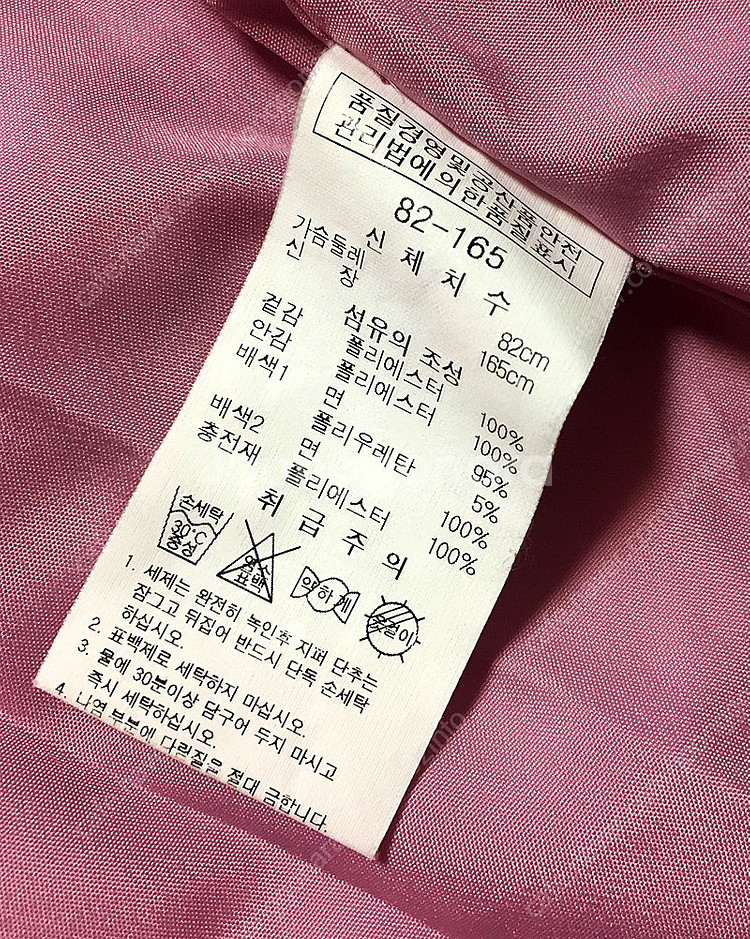 품질경영및공산품안전
관리법에의한품질표시
82-165
신체치수
가슴둘레 82cm
신장 165cm
섬유의 조성
겉감 폴리에스터 100%
안감 폴리에스터 100%
배색1 면 95%
폴리우레탄 5%
배색2 면 100%
충전재 폴리에스터 100%
취급주의
손세탁
30°C
중성
염소
표백
약하게
옷걸이
1. 세제는 완전히 녹인후 지퍼 단추는
잠그고 뒤집어 반드시 단독 손세탁
하십시오.
2. 표백제로 세탁하지 마십시오.
3. 물에 30분이상 담구어 두지 마시고
즉시 세탁하십시오.
4. 나염 부분에 다림질은 절대 금합니다.